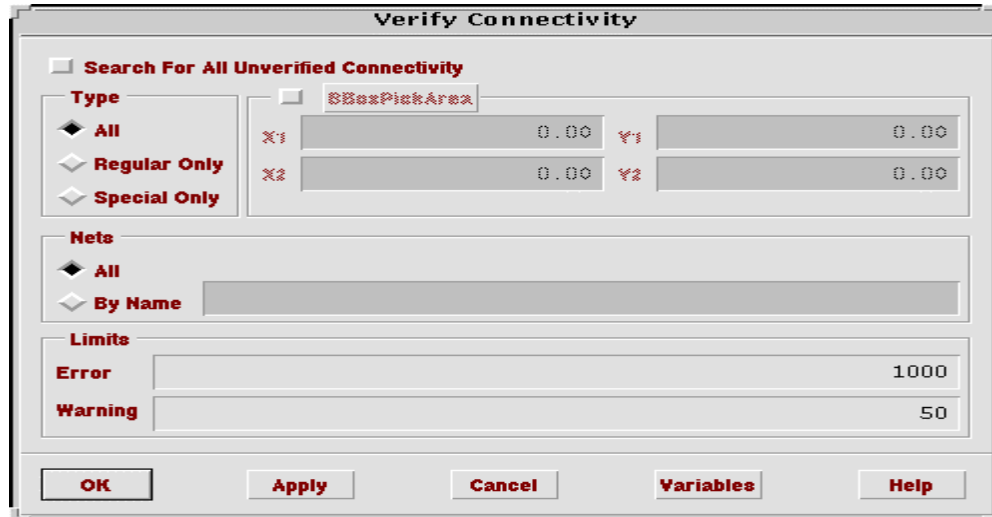 Verify Connectivity
Search For All Unverified Connectivity
Type
All
Regular Only
Special Only
BBoxPickArea
X1 0.00 Y1 0.00
X2 0.00 Y2 0.00
Nets
All
By Name
Limits
Error 1000
Warning 50
OK Apply Cancel Variables Help